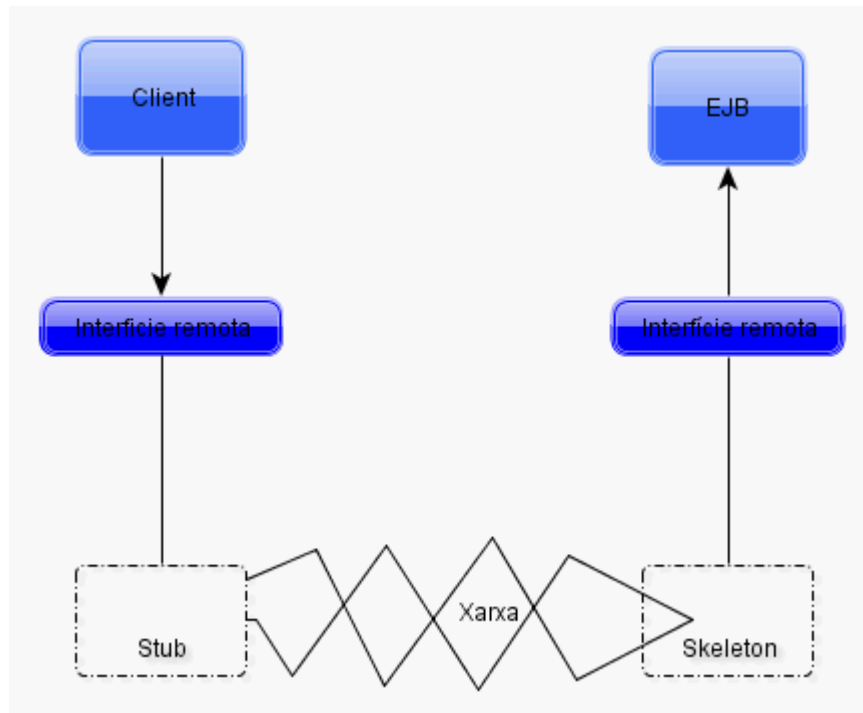 Client
EJB
Interficie remota
Interfície remota
Xarxa
Stub
Skeleton